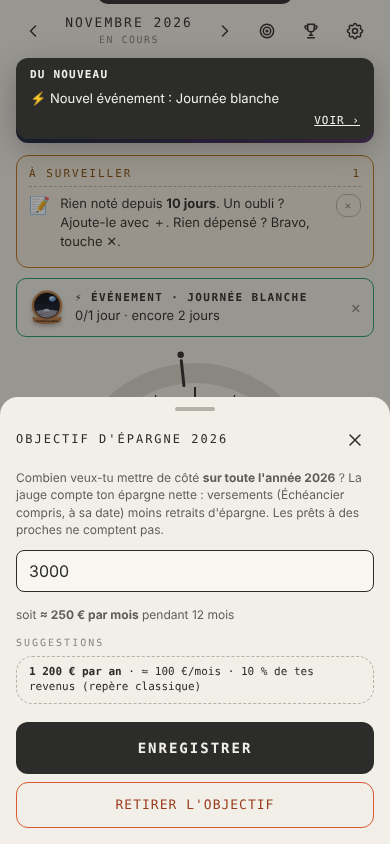 NOVEMBRE 2026
EN COURS
DU NOUVEAU
⚡ Nouvel événement : Journée blanche
VOIR ›
À SURVEILLER 1
📝 Rien noté depuis 10 jours. Un oubli ?
Ajoute-le avec +. Rien dépensé ? Bravo,
touche ✕.
×
⚡ ÉVÉNEMENT · JOURNÉE BLANCHE
0/1 jour · encore 2 jours
×
OBJECTIF D'ÉPARGNE 2026
Combien veux-tu mettre de côté sur toute l'année 2026 ? La
jauge compte ton épargne nette : versements (Échéancier
compris, à sa date) moins retraits d'épargne. Les prêts à des
proches ne comptent pas.
3000
soit ≈ 250 € par mois pendant 12 mois
SUGGESTIONS
1 200 € par an · ≈ 100 €/mois · 10 % de tes
revenus (repère classique)
ENREGISTRER
RETIRER L'OBJECTIF